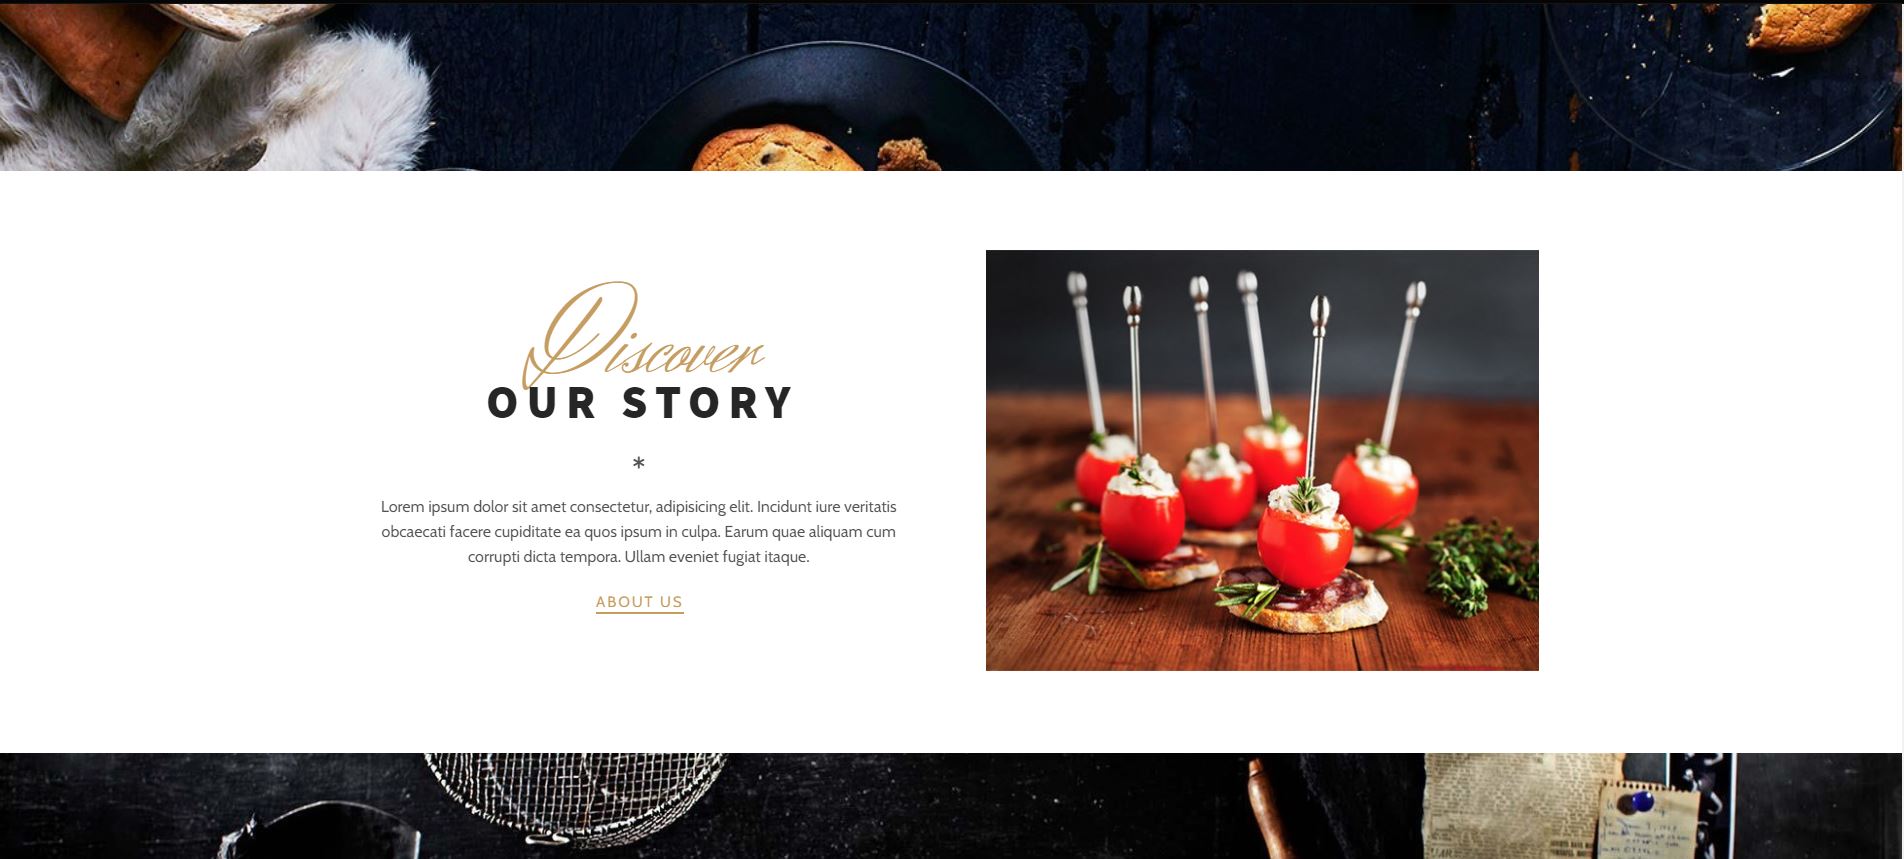 Discover
OUR STORY
*
Lorem ipsum dolor sit amet consectetur, adipisicing elit. Incidunt iure veritatis
obcaecati facere cupiditate ea quos ipsum in culpa. Earum quae aliquam cum
corrupti dicta tempora. Ullam eveniet fugiat itaque.
ABOUT US